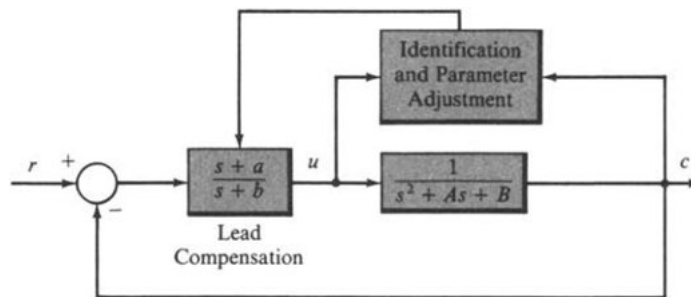 Identification
and Parameter
Adjustment
r
+
−
s + a
s + b
u
1
s² + As + B
c
Lead
Compensation